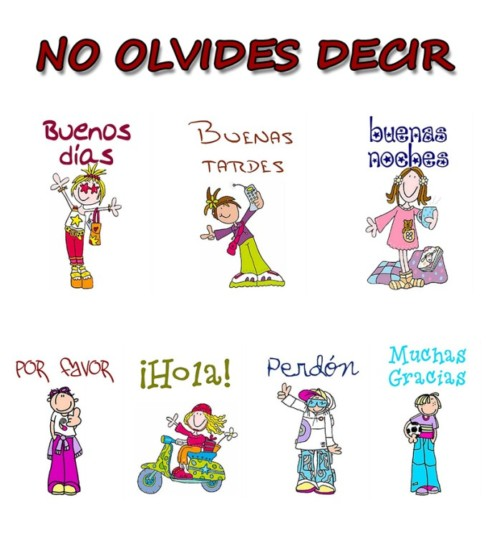 NO OLVIDES DECIR
Buenos
días
Buenas
tardes
buenas
noches
Por favor
¡Hola!
Perdón
Muchas
Gracias